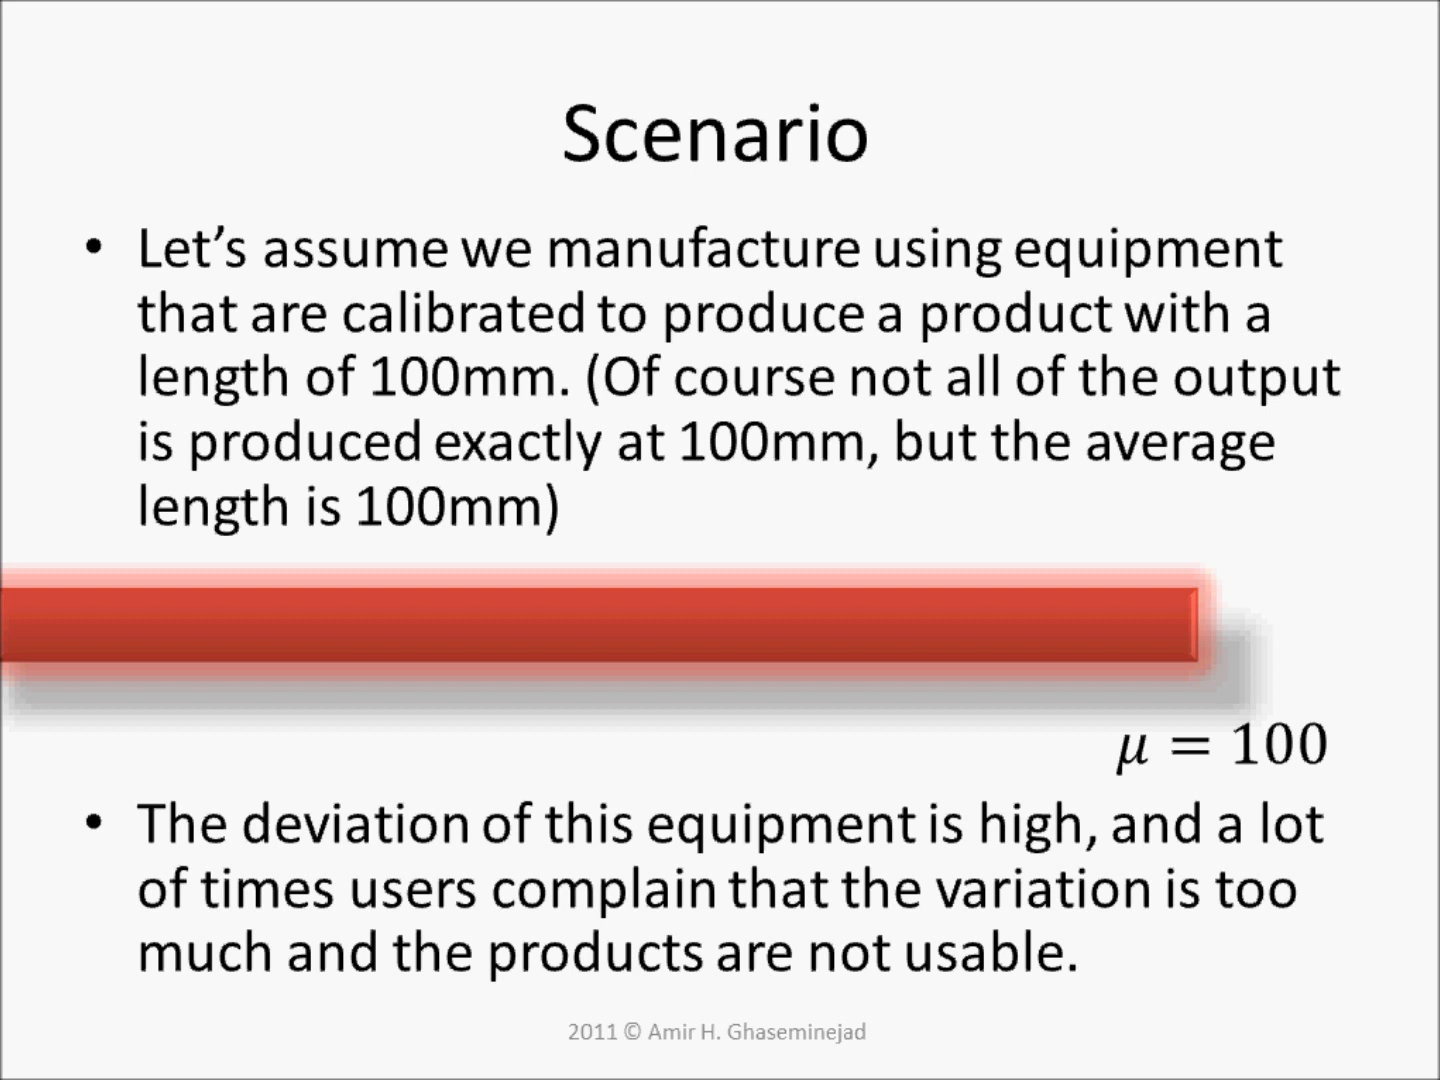 Scenario
• Let’s assume we manufacture using equipment
that are calibrated to produce a product with a
length of 100mm. (Of course not all of the output
is produced exactly at 100mm, but the average
length is 100mm)
μ = 100
• The deviation of this equipment is high, and a lot
of times users complain that the variation is too
much and the products are not usable.
2011 © Amir H. Ghaseminejad